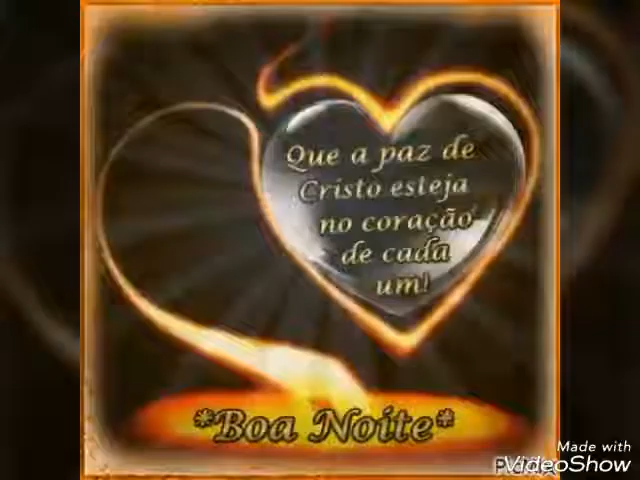 Que a paz de
Cristo esteja
no coração
de cada
um!
*Boa Noite*
Made with
VideoShow